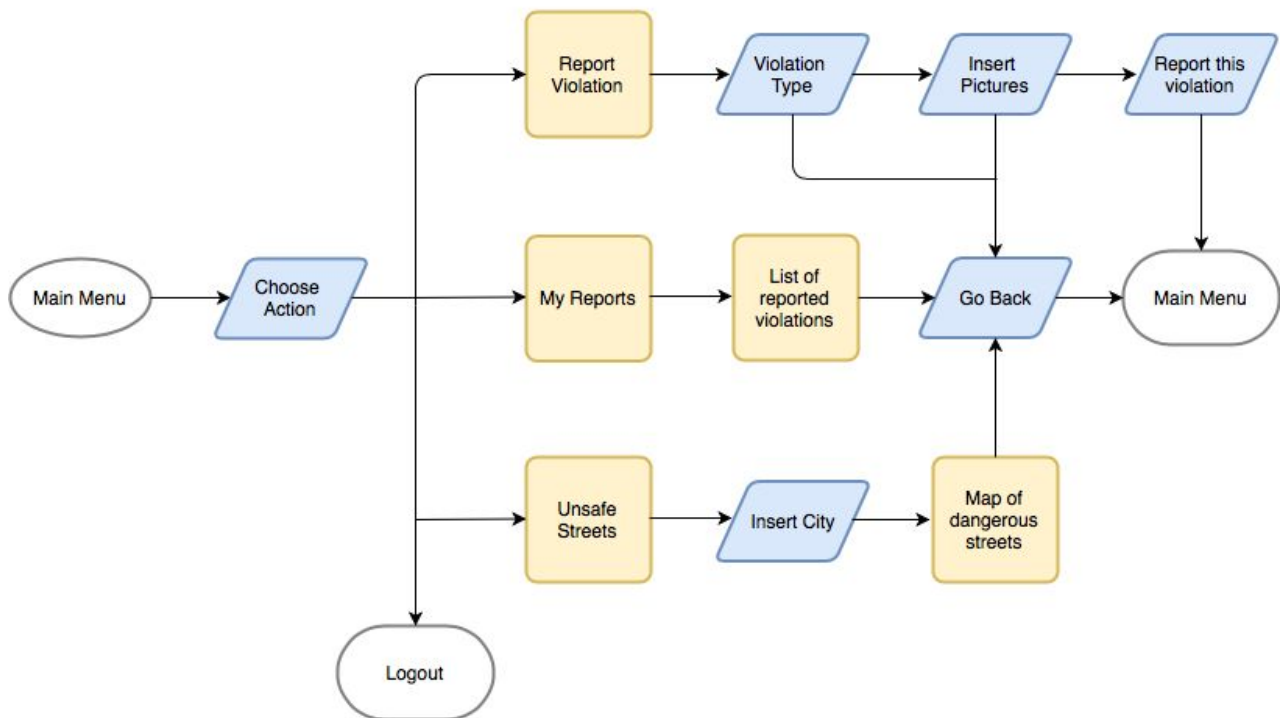 Report
Violation
Violation
Type
Insert
Pictures
Report this
violation
Main Menu
Choose
Action
My Reports
List of
reported
violations
Go Back
Main Menu
Unsafe
Streets
Insert City
Map of
dangerous
streets
Logout